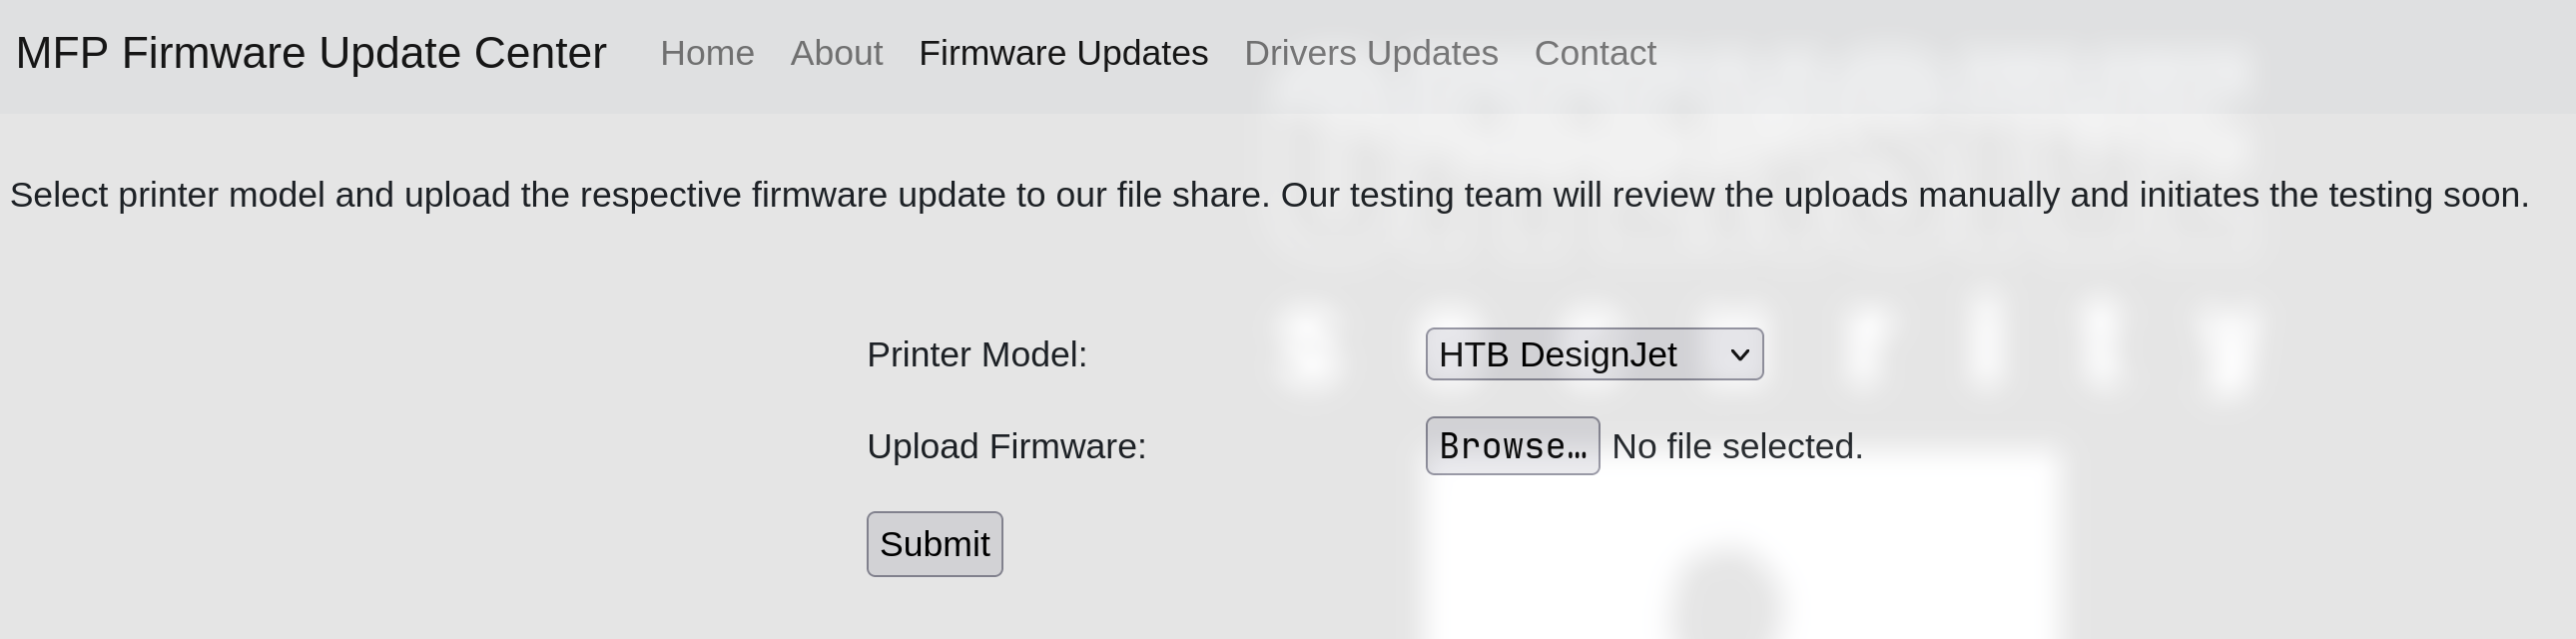 MFP Firmware Update Center Home About Firmware Updates Drivers Updates Contact
Select printer model and upload the respective firmware update to our file share. Our testing team will review the uploads manually and initiates the testing soon.
Printer Model: HTB DesignJet
Upload Firmware: Browse… No file selected.
Submit